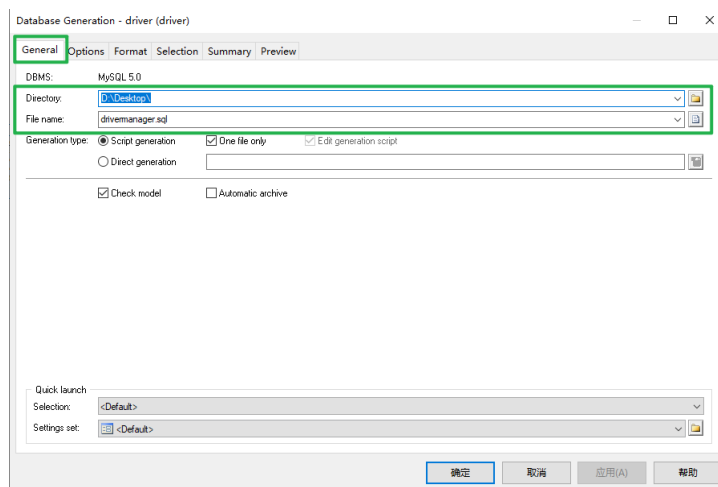 Database Generation - driver (driver)
General Options Format Selection Summary Preview
DBMS: MySQL 5.0
Directory: D:\Desktop\
File name: drivermanager.sql
Generation type: Script generation One file only Edit generation script
Direct generation
Check model Automatic archive
Quick launch
Selection: <Default>
Settings set: <Default>
确定 取消 应用(A) 帮助